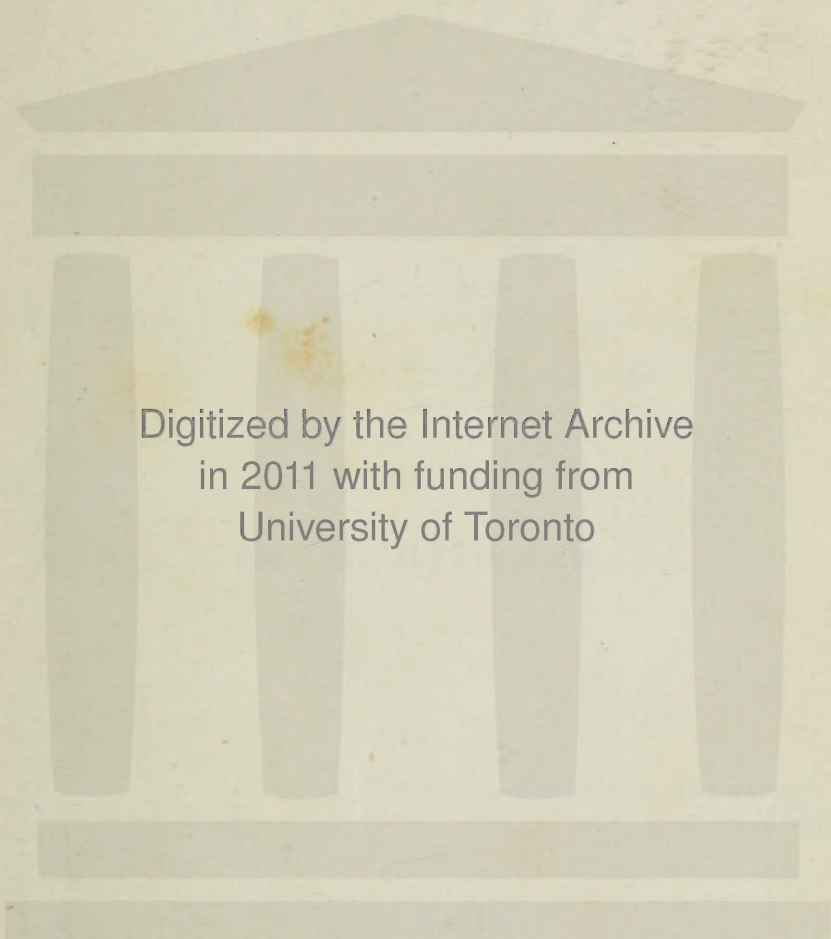 Digitized by the Internet Archive
in 2011 with funding from
University of Toronto